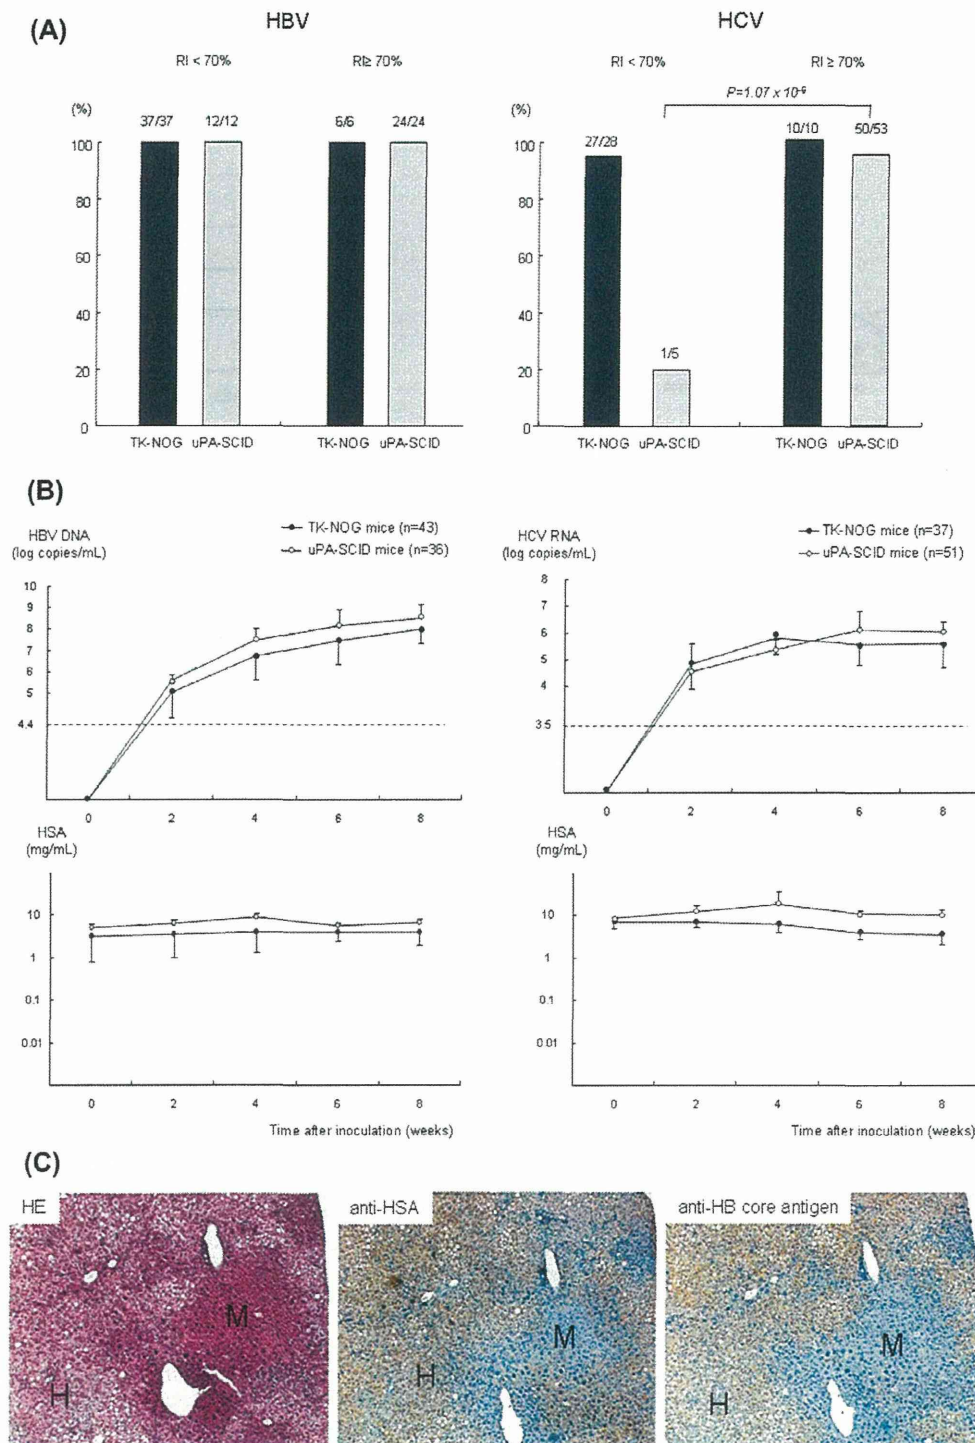 (A)
HBV
HCV
RI < 70%
RI≥ 70%
RI < 70%
RI ≥ 70%
P=1.07 x 10-6
(%)
37/37
12/12
6/6
24/24
(%)
27/28
1/5
10/10
50/53
100
80
60
40
20
0
100
80
60
40
20
0
TK-NOG uPA-SCID
TK-NOG uPA-SCID
TK-NOG uPA-SCID
TK-NOG uPA-SCID
(B)
HBV DNA
(log copies/mL)
TK-NOG mice (n=43)
uPA-SCID mice (n=36)
10
9
8
7
6
5
4.4
0 2 4 6 8
HCV RNA
(log copies/mL)
TK-NOG mice (n=37)
uPA-SCID mice (n=51)
8
7
6
5
4
3.5
0 2 4 6 8
HSA
(mg/mL)
10
1
0.1
0.01
0 2 4 6 8
Time after inoculation (weeks)
HSA
(mg/mL)
10
1
0.1
0.01
0 2 4 6 8
Time after inoculation (weeks)
(C)
HE
M
H
anti-HSA
M
H
anti-HB core antigen
M
H